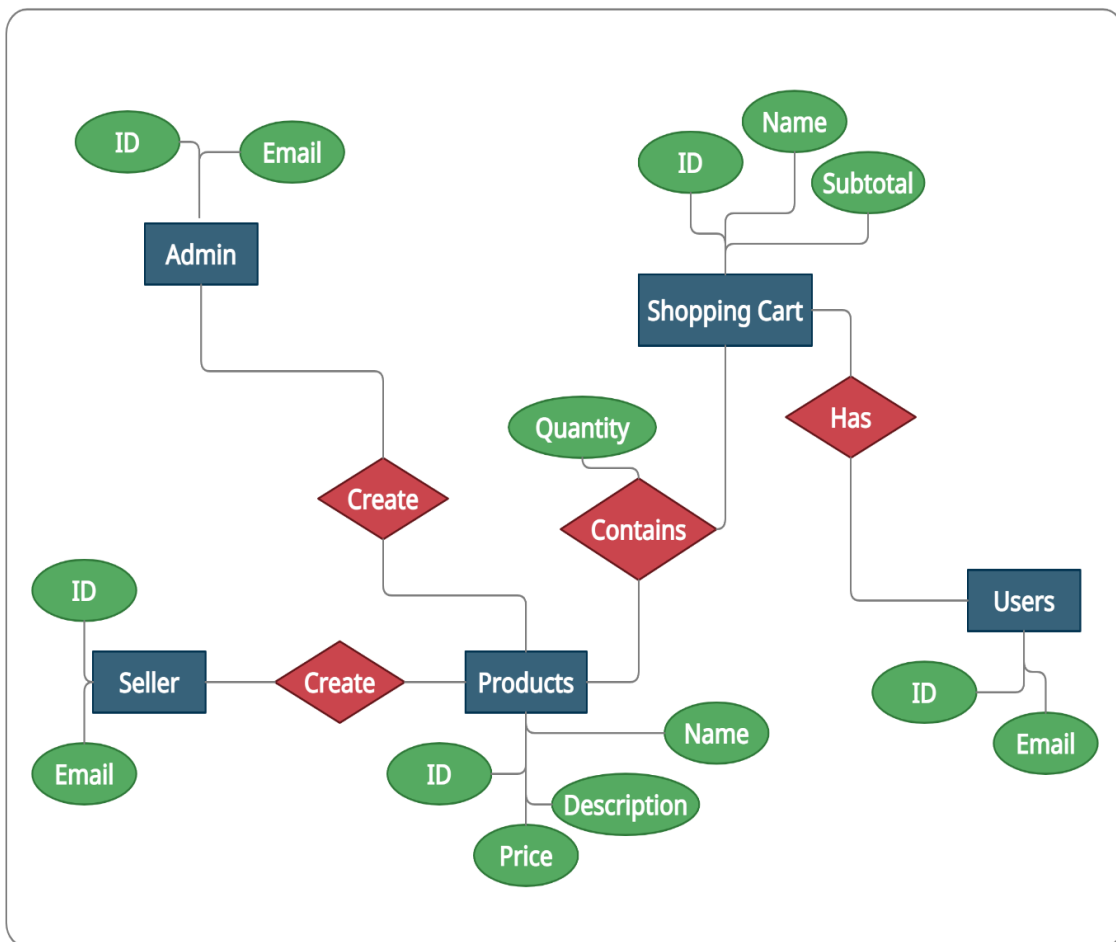 Name
ID
Email
ID
Subtotal
Admin
Shopping Cart
Has
Quantity
Create
Contains
ID
Users
Seller
Create
Products
ID
Name
Email
ID
Email
Description
Price